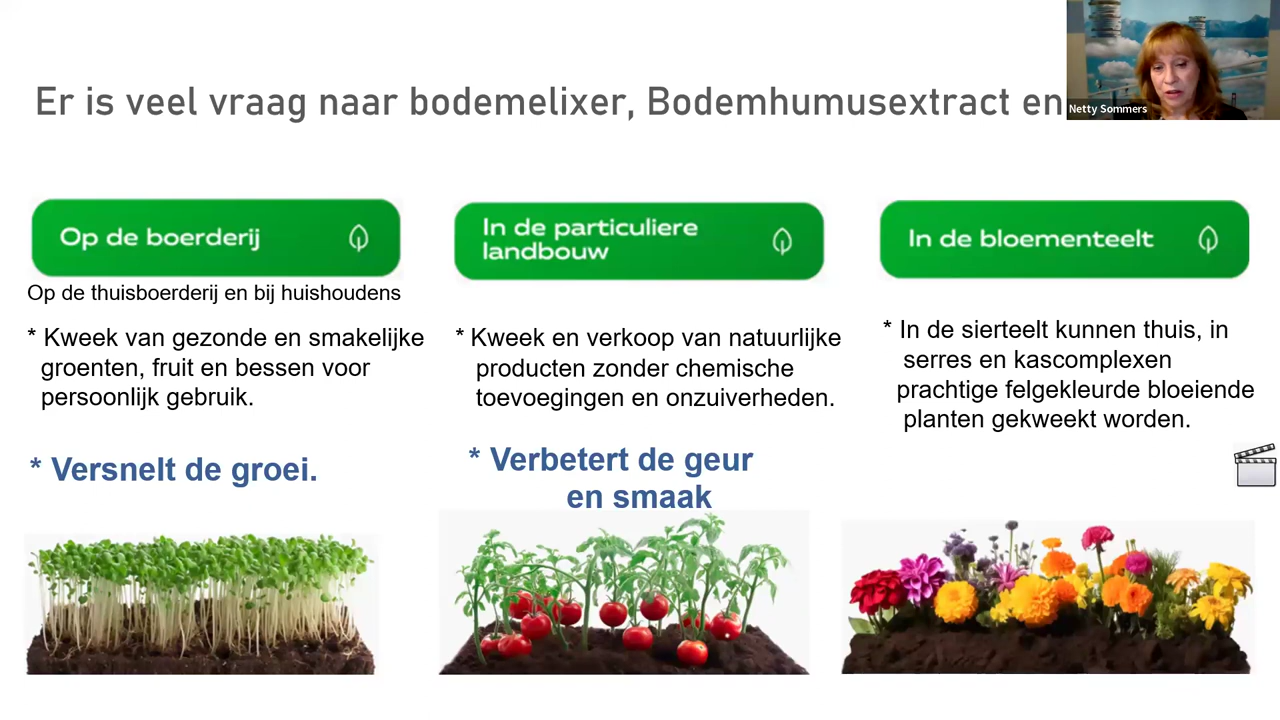 Er is veel vraag naar bodemelixer, Bodemhumusextract en
Netty Sommers
Op de boerderij
Op de thuisboerderij en bij huishoudens
* Kweek van gezonde en smakelijke
groenten, fruit en bessen voor
persoonlijk gebruik.
* Versnelt de groei.
In de particuliere
landbouw
* Kweek en verkoop van natuurlijke
producten zonder chemische
toevoegingen en onzuiverheden.
* Verbetert de geur
en smaak
In de bloementeelt
* In de sierteelt kunnen thuis, in
serres en kascomplexen
prachtige felgekleurde bloeiende
planten gekweekt worden.